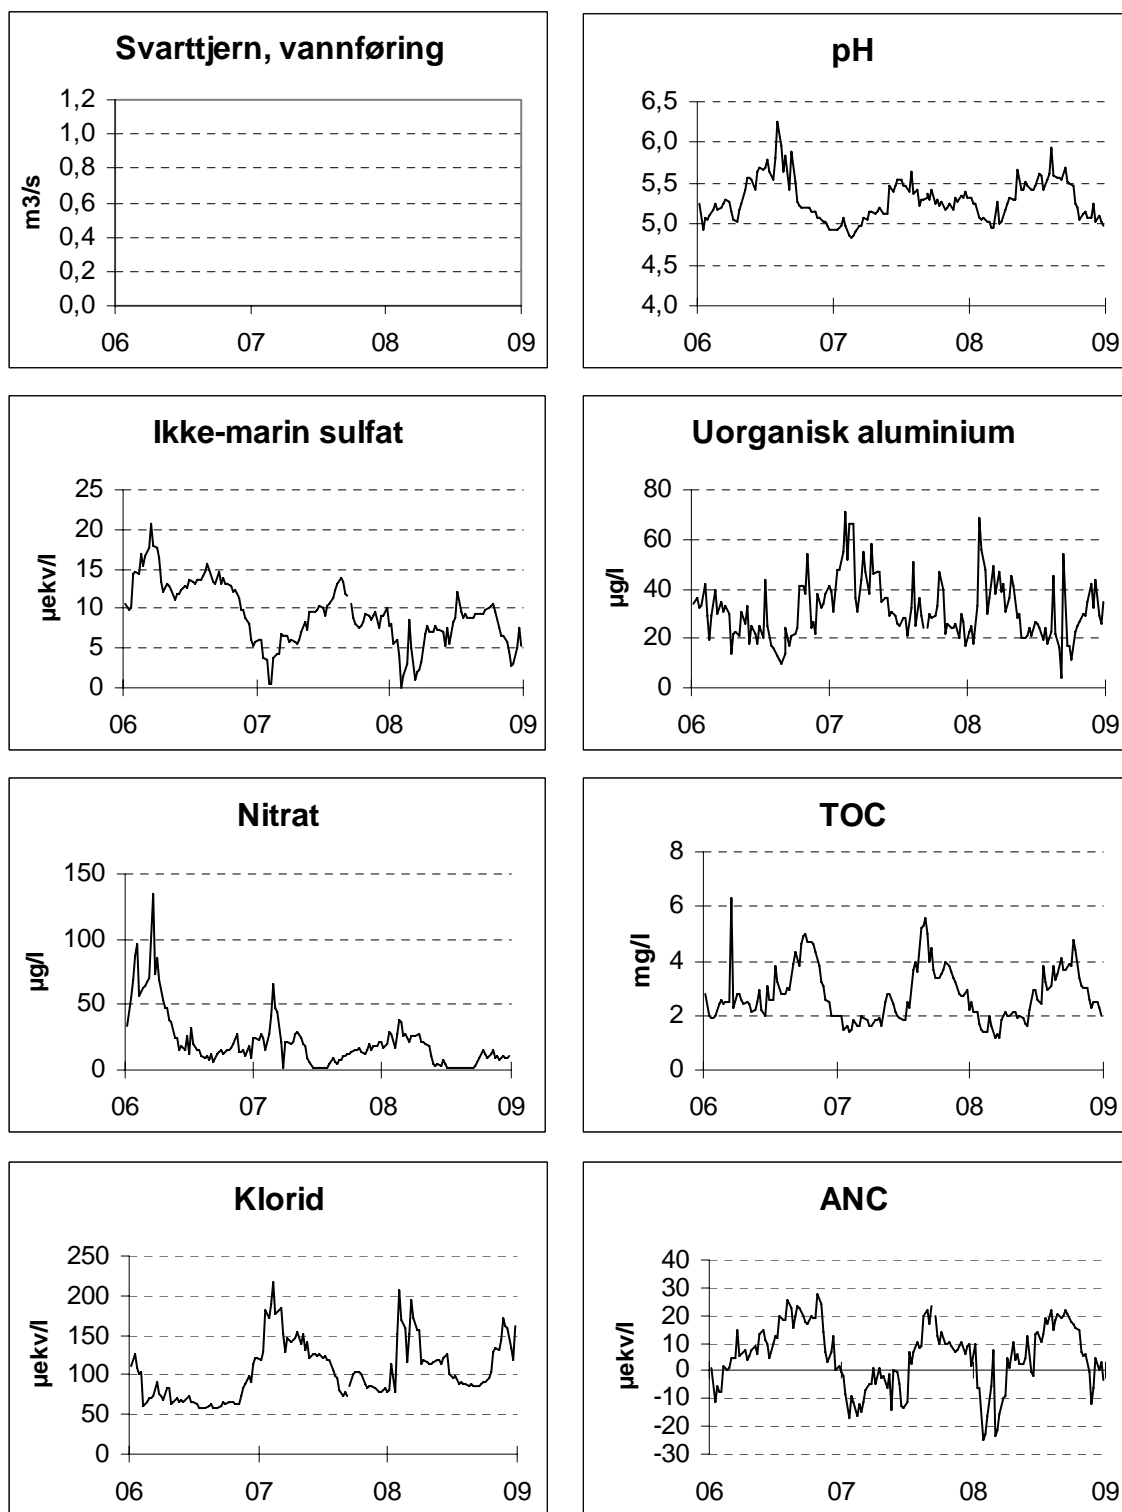 Svarttjern, vannføring
m3/s
1,2
1,0
0,8
0,6
0,4
0,2
0,0
06 07 08 09
pH
6,5
6,0
5,5
5,0
4,5
4,0
06 07 08 09
Ikke-marin sulfat
µekv/l
25
20
15
10
5
0
06 07 08 09
Uorganisk aluminium
µg/l
80
60
40
20
0
06 07 08 09
Nitrat
µg/l
150
100
50
0
06 07 08 09
TOC
mg/l
8
6
4
2
0
06 07 08 09
Klorid
µekv/l
250
200
150
100
50
0
06 07 08 09
ANC
µekv/l
40
30
20
10
0
-10
-20
-30
06 07 08 09